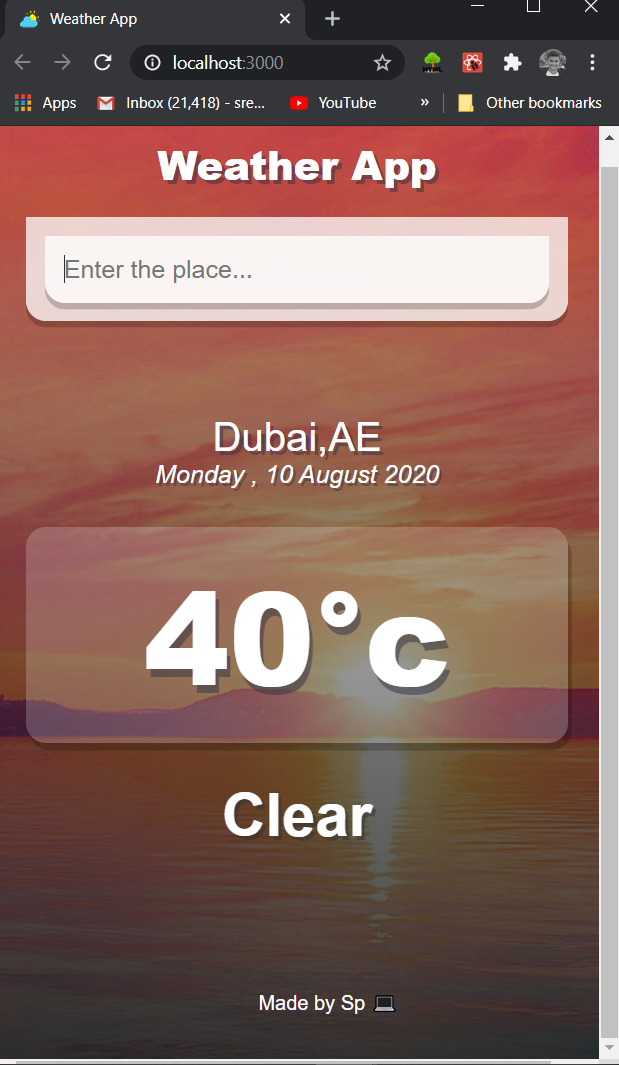 Weather App
localhost:3000
Apps Inbox (21,418) - sre... YouTube » Other bookmarks
Weather App
Enter the place...
Dubai,AE
Monday , 10 August 2020
40°c
Clear
Made by Sp 💻